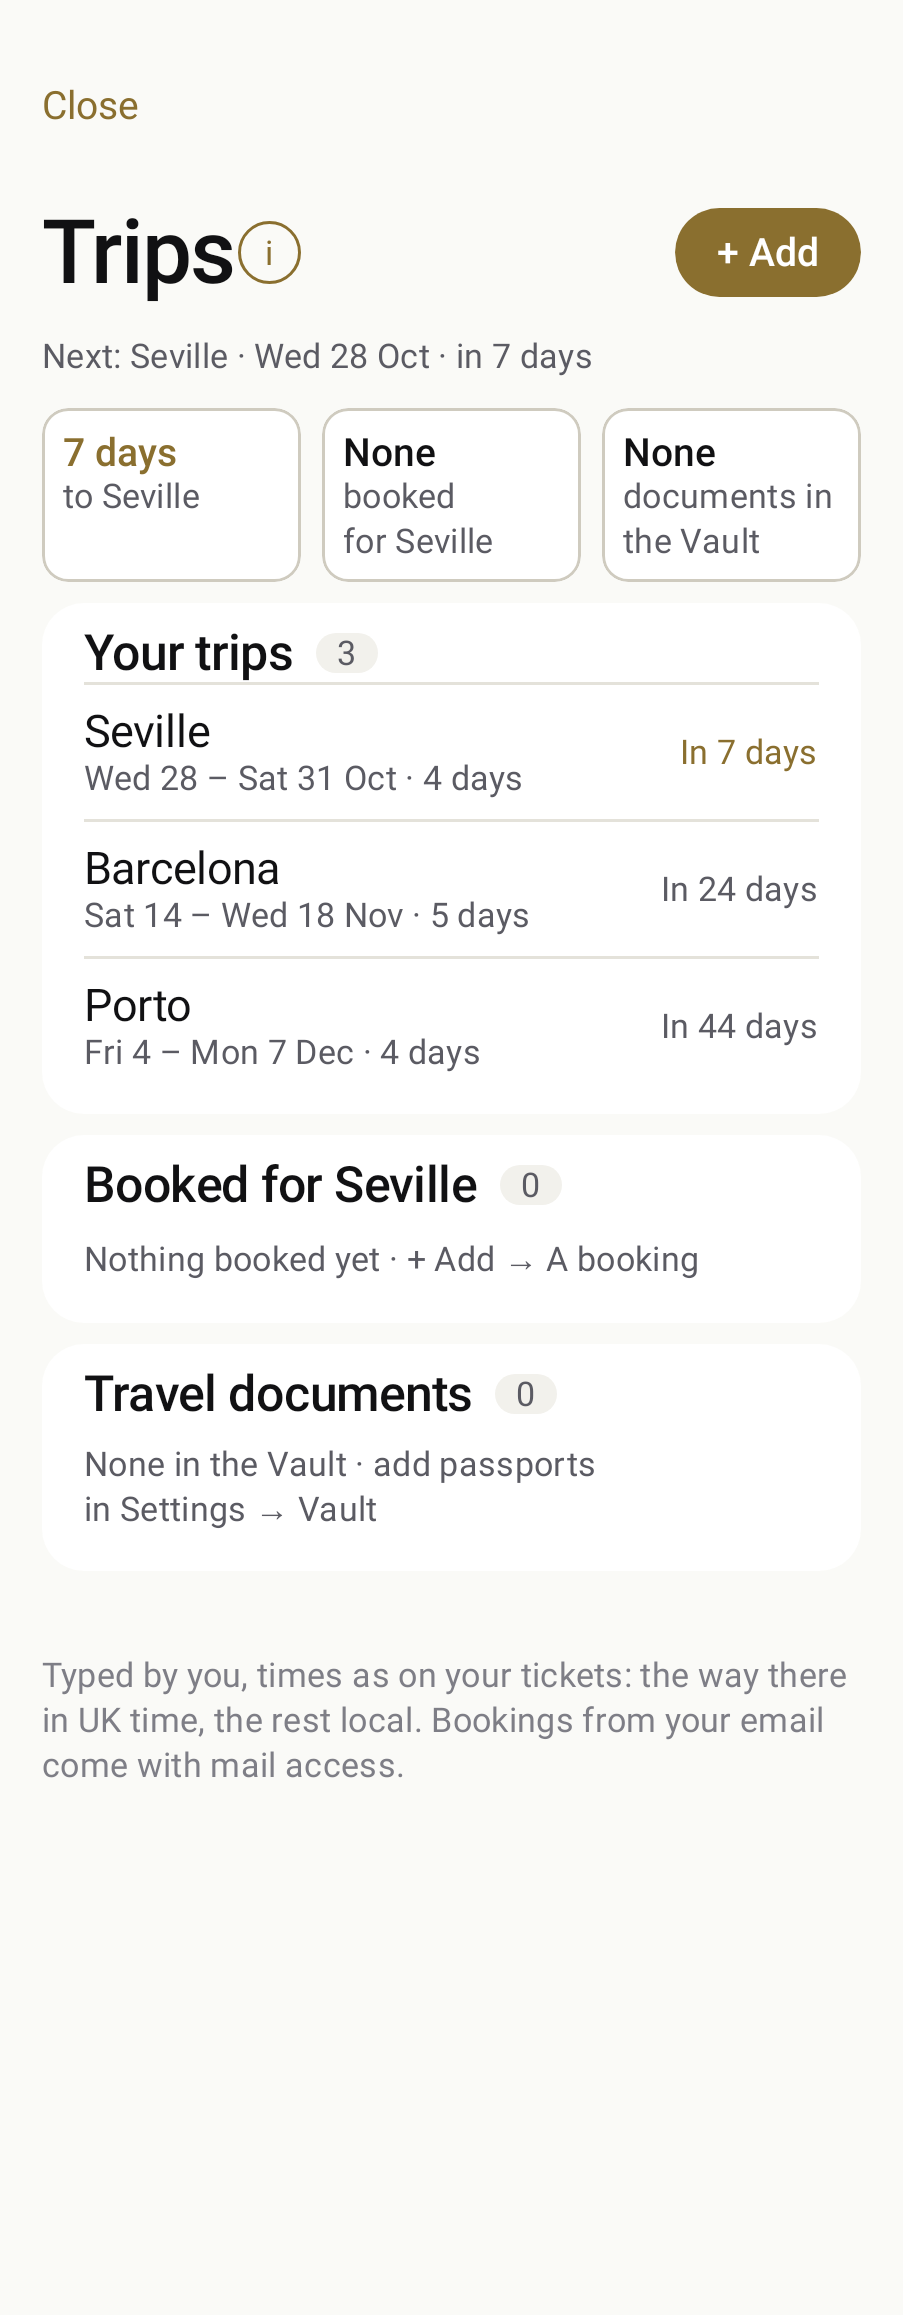 Close
Trips i
+ Add
Next: Seville · Wed 28 Oct · in 7 days
7 days
to Seville
None
booked
for Seville
None
documents in
the Vault
Your trips 3
Seville
Wed 28 – Sat 31 Oct · 4 days
In 7 days
Barcelona
Sat 14 – Wed 18 Nov · 5 days
In 24 days
Porto
Fri 4 – Mon 7 Dec · 4 days
In 44 days
Booked for Seville 0
Nothing booked yet · + Add → A booking
Travel documents 0
None in the Vault · add passports
in Settings → Vault
Typed by you, times as on your tickets: the way there
in UK time, the rest local. Bookings from your email
come with mail access.